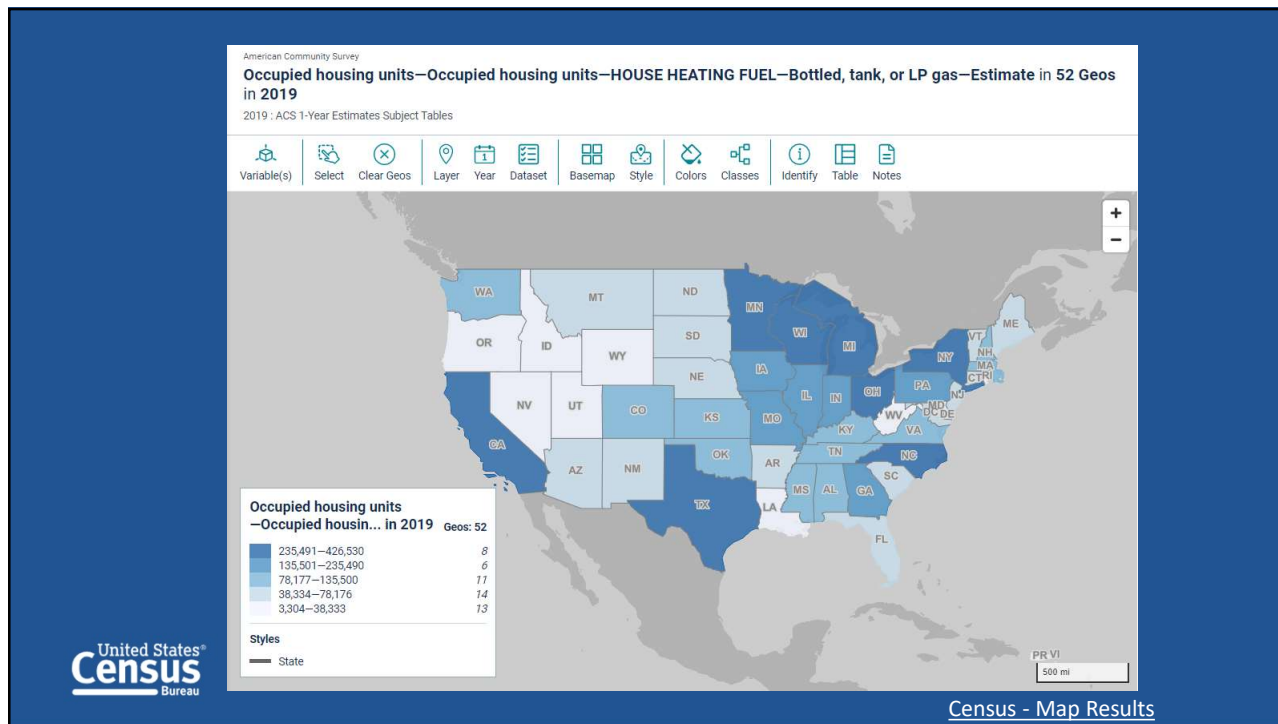 American Community Survey
Occupied housing units—Occupied housing units—HOUSE HEATING FUEL—Bottled, tank, or LP gas—Estimate in 52 Geos
in 2019
2019 : ACS 1-Year Estimates Subject Tables
Variable(s) Select Clear Geos Layer Year Dataset Basemap Style Colors Classes Identify Table Notes
+
−
WA MT ND MN ME
OR ID SD WI MI VT NH
WY NY MA
NE IA CT RI
NV UT CO IL IN OH PA NJ
KS MO WV MD DC DE
CA KY VA
AZ NM OK AR TN NC
MS AL GA SC
TX LA
FL
PR VI
500 mi
Occupied housing units
—Occupied housin... in 2019 Geos: 52
235,491—426,530 8
135,501—235,490 6
78,177—135,500 11
38,334—78,176 14
3,304—38,333 13
Styles
State
United States®
Census
Bureau
Census - Map Results